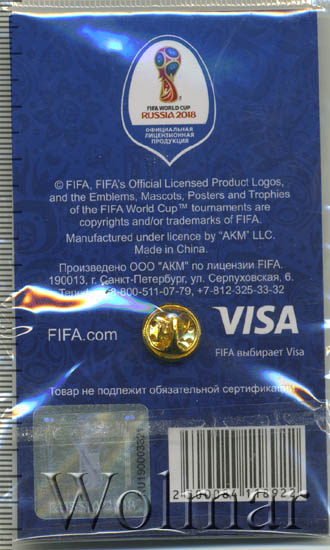 FIFA WORLD CUP
RUSSIA 2018
ОФИЦИАЛЬНАЯ
ЛИЦЕНЗИОННАЯ
ПРОДУКЦИЯ
© FIFA, FIFA's Official Licensed Product Logos,
and the Emblems, Mascots, Posters and Trophies
of the FIFA World Cup™ tournaments are
copyrights and/or trademarks of FIFA.
Manufactured under licence by "AKM" LLC.
Made in China.
Произведено ООО "АКМ" по лицензии FIFA
190013, г. Санкт-Петербург, ул. Серпуховская, 6.
8-800-511-07-79, +7-812-325-33-32
FIFA.com
VISA
FIFA выбирает Visa
Товар не подлежит обязательной сертификации
Wolmar